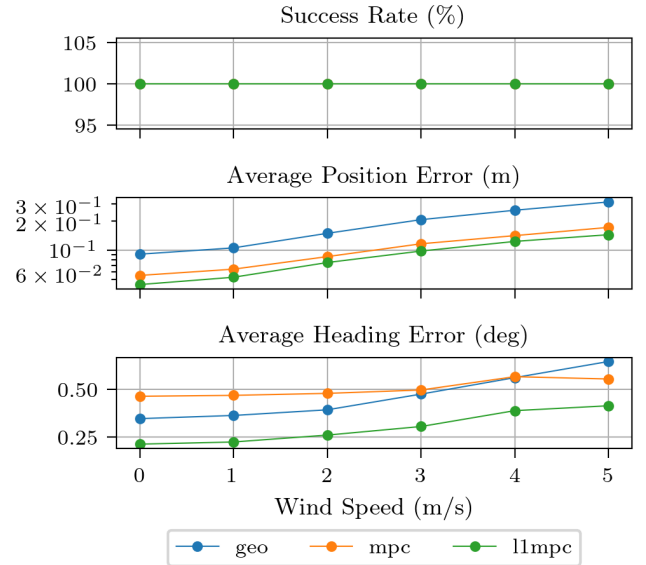 Success Rate (%)
105
100
95
Average Position Error (m)
3 × 10⁻¹
2 × 10⁻¹
10⁻¹
6 × 10⁻²
Average Heading Error (deg)
0.50
0.25
0 1 2 3 4 5
Wind Speed (m/s)
geo mpc l1mpc